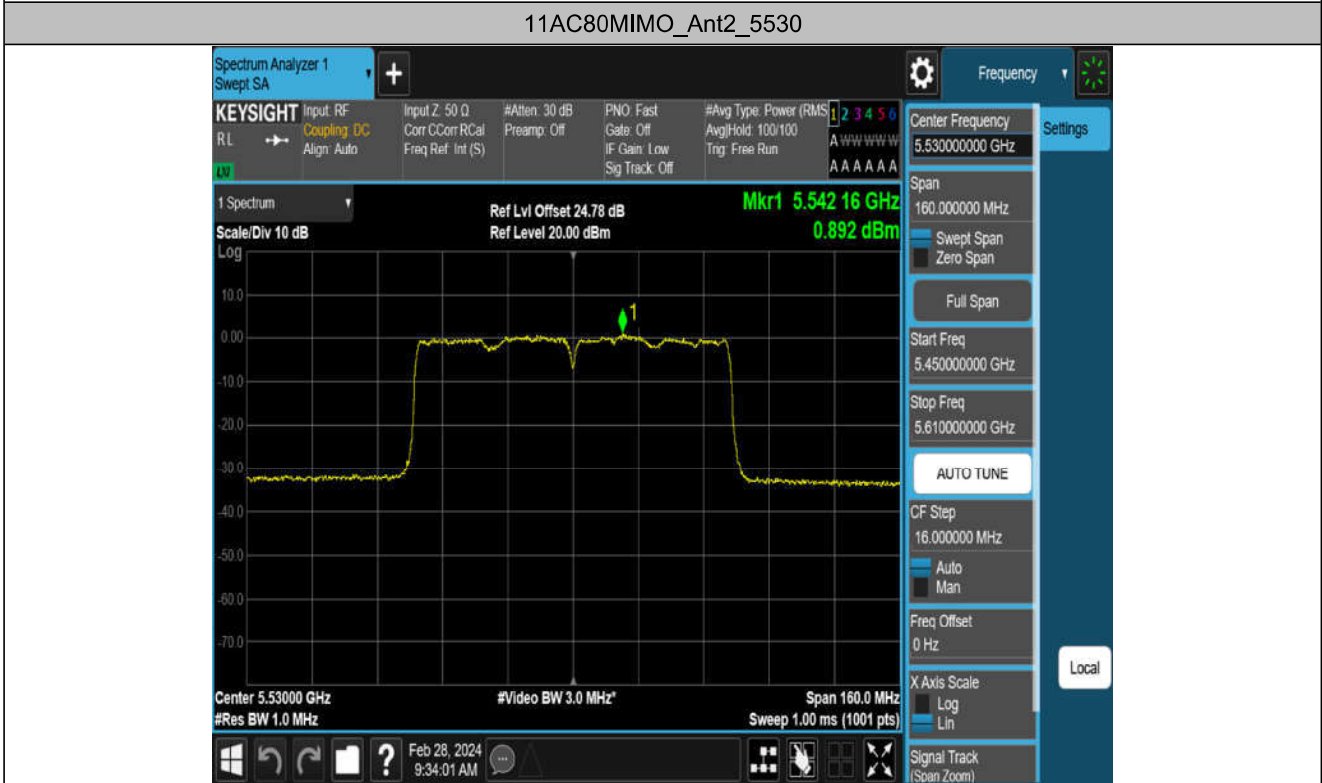 11AC80MIMO_Ant2_5530
Spectrum Analyzer 1
Swept SA
Frequency
KEYSIGHT
RL
LXI
Input: RF
Coupling: DC
Align: Auto
Input Z: 50 Ω
Corr CCorr RCal
Freq Ref: Int (S)
#Atten: 30 dB
Preamp: Off
PNO: Fast
Gate: Off
IF Gain: Low
Sig Track: Off
#Avg Type: Power (RMS
Avg|Hold: 100/100
Trig: Free Run
1 2 3 4 5 6
A W W W W W
A A A A A A
1 Spectrum
Scale/Div 10 dB
Log
Ref Lvl Offset 24.78 dB
Ref Level 20.00 dBm
Mkr1 5.542 16 GHz
0.892 dBm
1
10.0
0.00
-10.0
-20.0
-30.0
-40.0
-50.0
-60.0
-70.0
Center 5.53000 GHz
#Res BW 1.0 MHz
#Video BW 3.0 MHz*
Span 160.0 MHz
Sweep 1.00 ms (1001 pts)
Feb 28, 2024
9:34:01 AM
Center Frequency
5.530000000 GHz
Settings
Span
160.000000 MHz
Swept Span
Zero Span
Full Span
Start Freq
5.450000000 GHz
Stop Freq
5.610000000 GHz
AUTO TUNE
CF Step
16.000000 MHz
Auto
Man
Freq Offset
0 Hz
X Axis Scale
Log
Lin
Local
Signal Track
(Span Zoom)